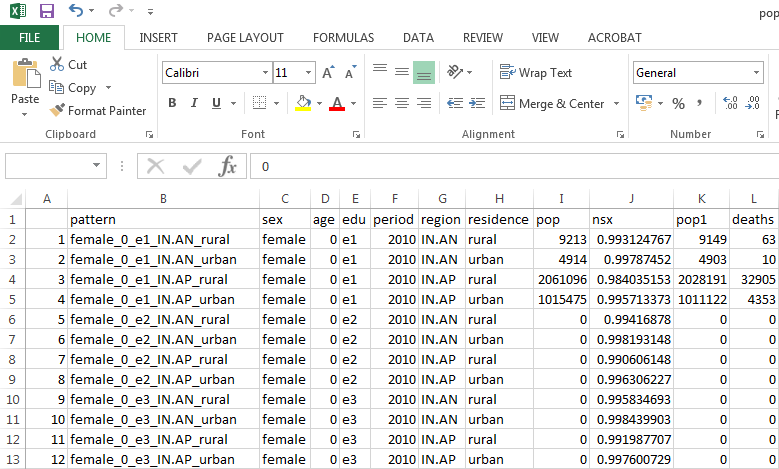 pop
FILE HOME INSERT PAGE LAYOUT FORMULAS DATA REVIEW VIEW ACROBAT
Cut
Copy
Format Painter
Paste
Clipboard
Calibri 11
B I U A
Font
Wrap Text
Merge & Center
Alignment
General
% ,
Number
fx 0
A B C D E F G H I J K L
1 pattern sex age edu period region residence pop nsx pop1 deaths
2 1 female_0_e1_IN.AN_rural female 0 e1 2010 IN.AN rural 9213 0.993124767 9149 63
3 2 female_0_e1_IN.AN_urban female 0 e1 2010 IN.AN urban 4914 0.99787452 4903 10
4 3 female_0_e1_IN.AP_rural female 0 e1 2010 IN.AP rural 2061096 0.984035153 2028191 32905
5 4 female_0_e1_IN.AP_urban female 0 e1 2010 IN.AP urban 1015475 0.995713373 1011122 4353
6 5 female_0_e2_IN.AN_rural female 0 e2 2010 IN.AN rural 0 0.99416878 0 0
7 6 female_0_e2_IN.AN_urban female 0 e2 2010 IN.AN urban 0 0.998193148 0 0
8 7 female_0_e2_IN.AP_rural female 0 e2 2010 IN.AP rural 0 0.990606148 0 0
9 8 female_0_e2_IN.AP_urban female 0 e2 2010 IN.AP urban 0 0.996306227 0 0
10 9 female_0_e3_IN.AN_rural female 0 e3 2010 IN.AN rural 0 0.995834693 0 0
11 10 female_0_e3_IN.AN_urban female 0 e3 2010 IN.AN urban 0 0.998439903 0 0
12 11 female_0_e3_IN.AP_rural female 0 e3 2010 IN.AP rural 0 0.991987707 0 0
13 12 female_0_e3_IN.AP_urban female 0 e3 2010 IN.AP urban 0 0.997600729 0 0